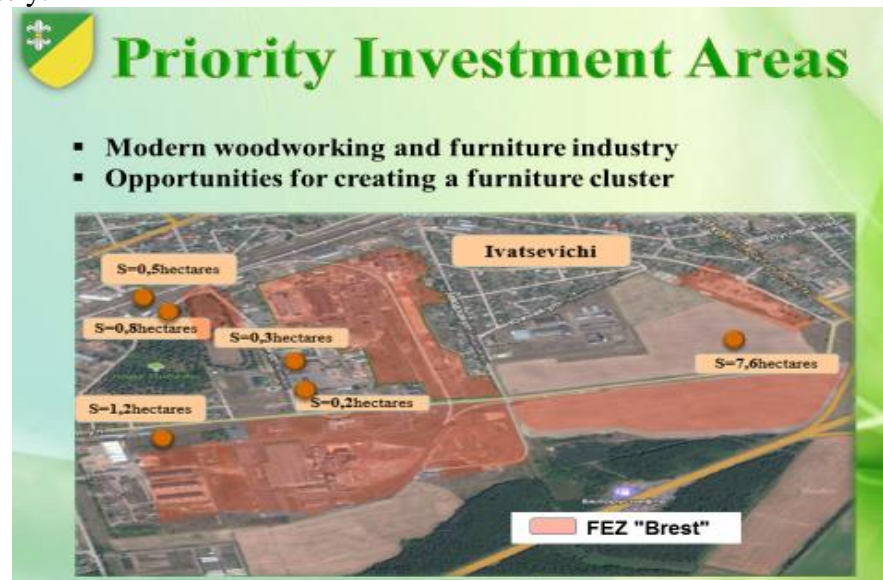 Priority Investment Areas
▪ Modern woodworking and furniture industry
▪ Opportunities for creating a furniture cluster
Ivatsevichi
S=0,5hectares
S=0,8hectares
S=0,3hectares
S=7,6hectares
S=0,2hectares
S=1,2hectares
FEZ "Brest"